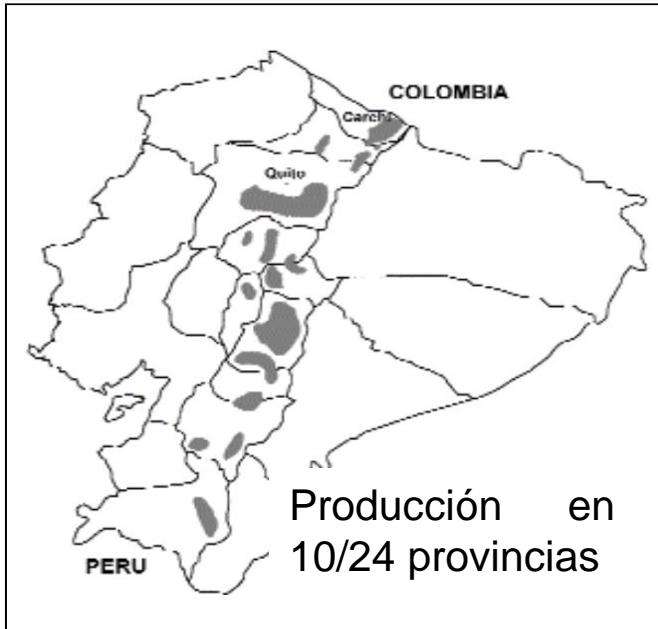 COLOMBIA
Carchi
Quito
Producción en
10/24 provincias
PERU